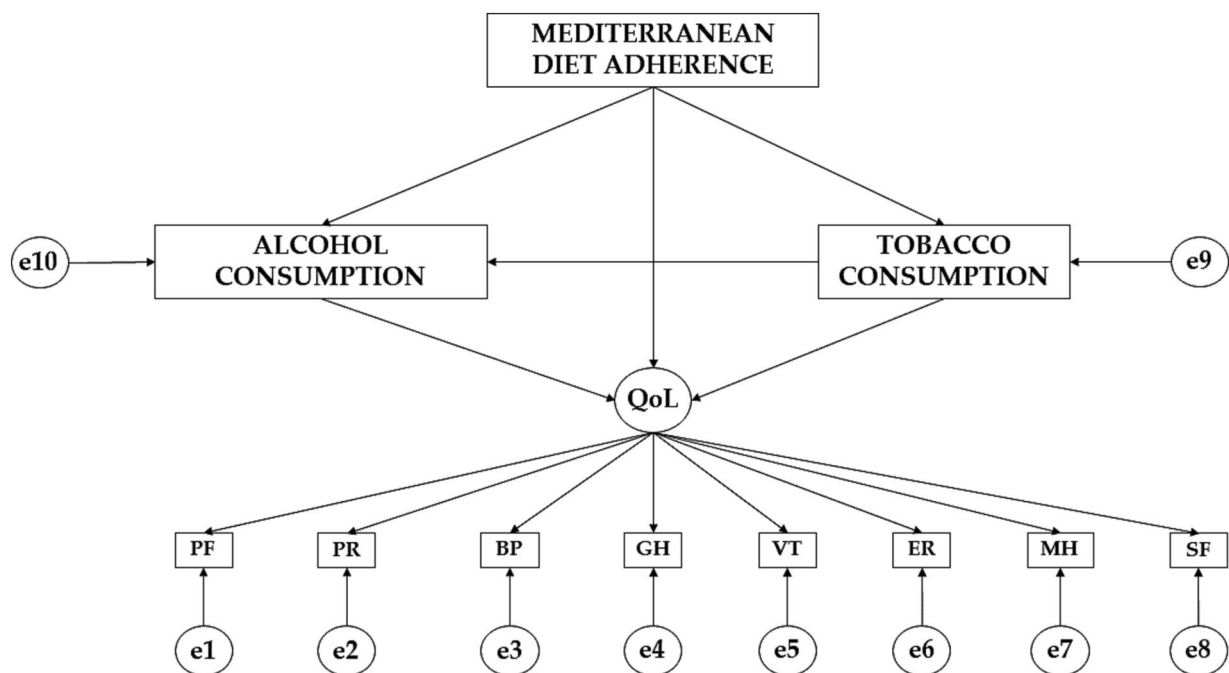 MEDITERRANEAN
DIET ADHERENCE
ALCOHOL
CONSUMPTION
TOBACCO
CONSUMPTION
e10
e9
QoL
PF
PR
BP
GH
VT
ER
MH
SF
e1
e2
e3
e4
e5
e6
e7
e8